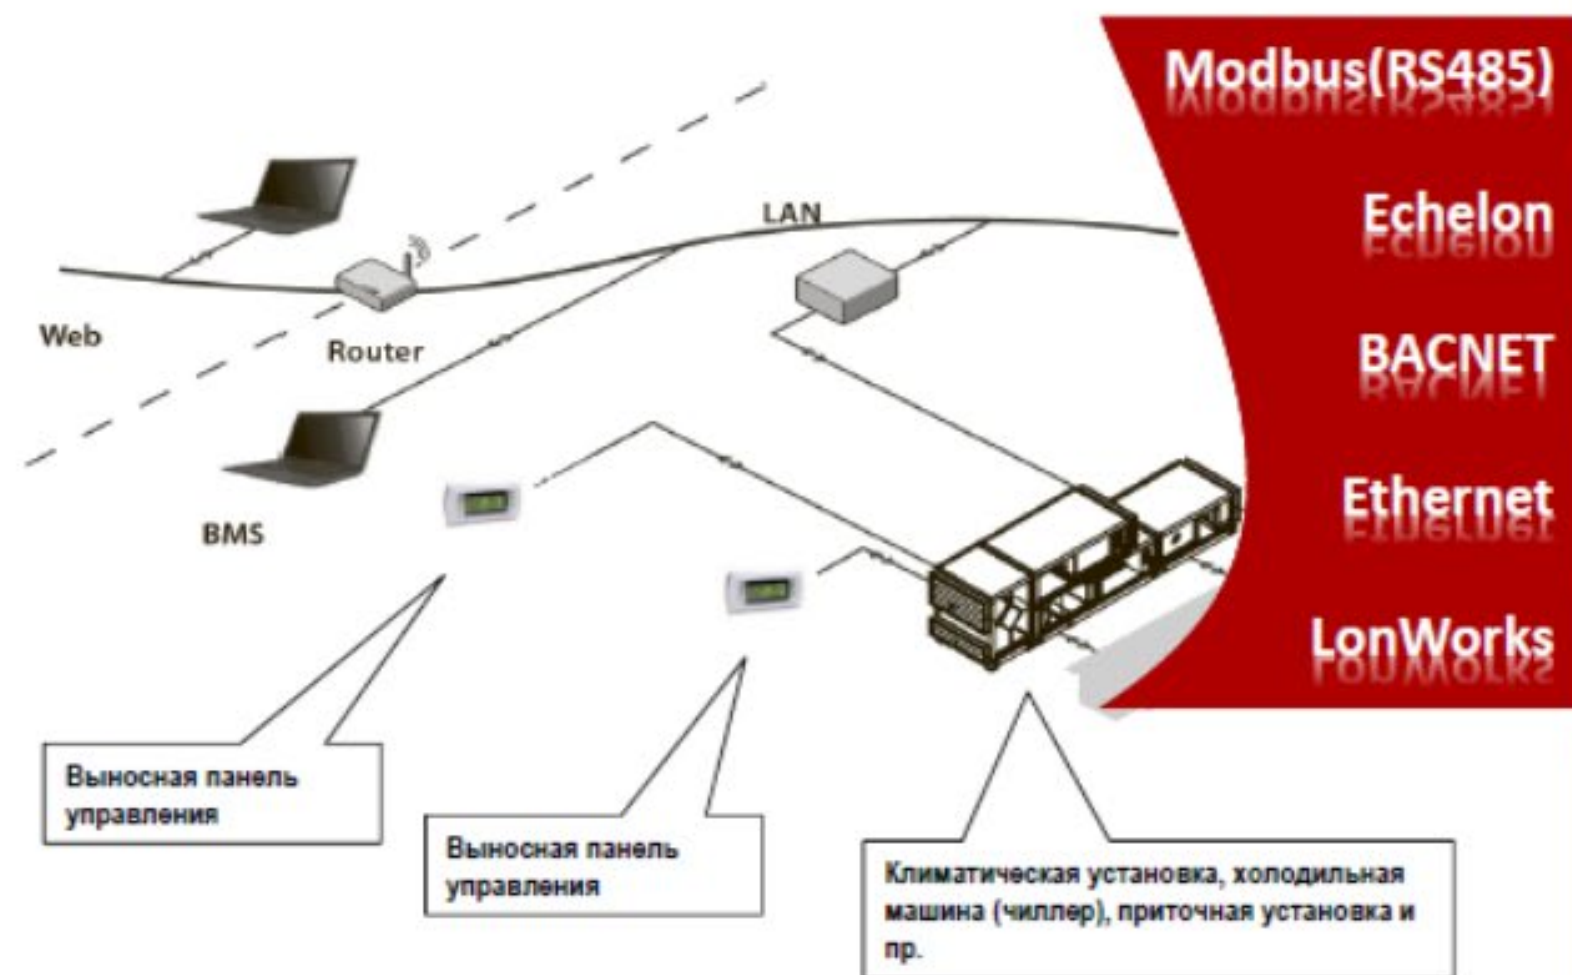 Modbus(RS485)
Echelon
BACNET
Ethernet
LonWorks
LAN
Web
Router
BMS
Выносная панель
управления
Выносная панель
управления
Климатическая установка, холодильная
машина (чиллер), приточная установка и
пр.